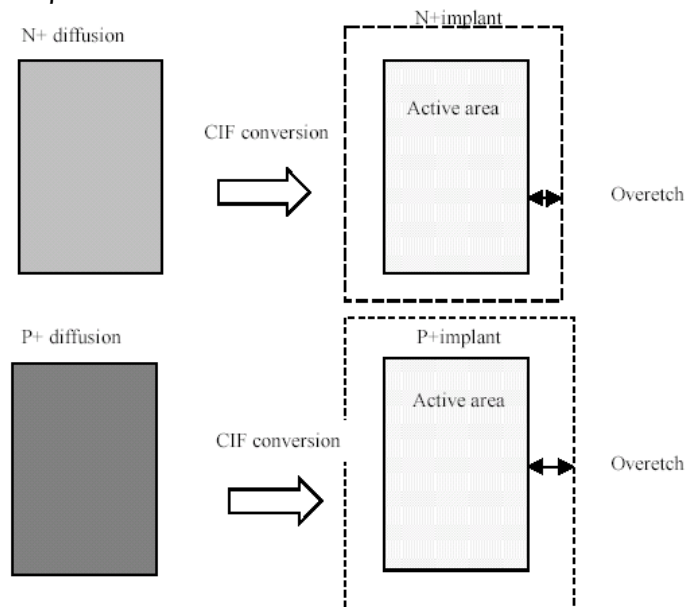 N+ diffusion
N+implant
Active area
CIF conversion
Overetch
P+ diffusion
P+implant
Active area
CIF conversion
Overetch